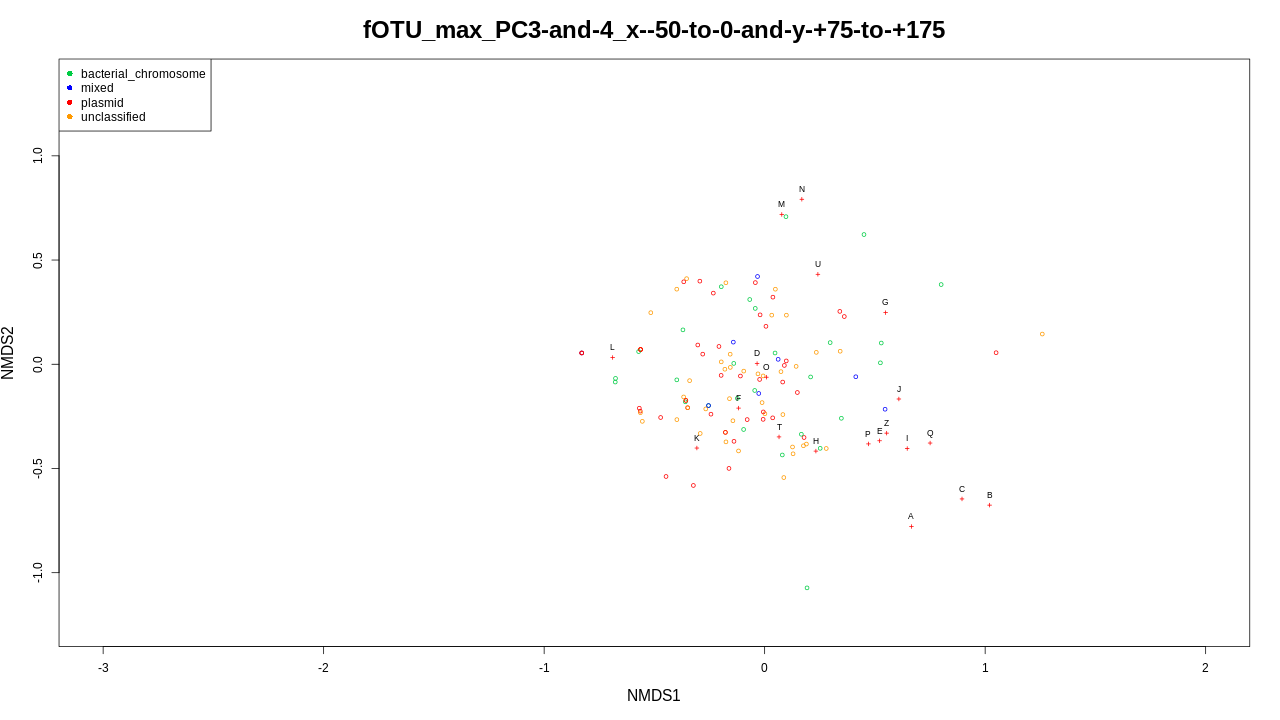 fOTU_max_PC3-and-4_x--50-to-0-and-y-+75-to-+175
bacterial_chromosome
mixed
plasmid
unclassified
1.0
0.5
0.0
-0.5
-1.0
NMDS2
N
M
U
G
L
D
O
F
J
K
T
H
P
E
Z
I
Q
C
B
A
-3
-2
-1
0
1
2
NMDS1